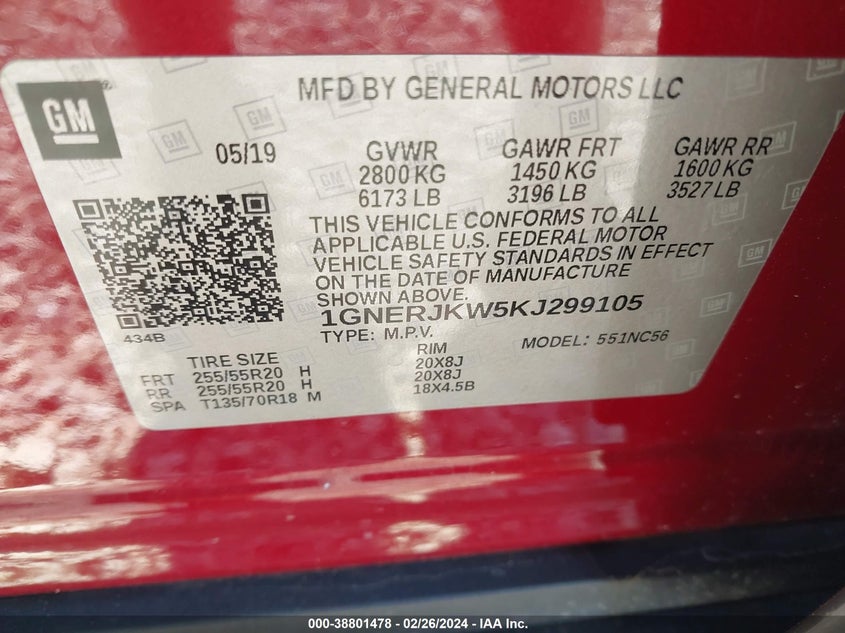 GM
MFD BY GENERAL MOTORS LLC
05/19 GVWR GAWR FRT GAWR RR
2800 KG 1450 KG 1600 KG
6173 LB 3196 LB 3527 LB
THIS VEHICLE CONFORMS TO ALL
APPLICABLE U.S. FEDERAL MOTOR
VEHICLE SAFETY STANDARDS IN EFFECT
ON THE DATE OF MANUFACTURE
SHOWN ABOVE.
1GNERJKW5KJ299105
434B
TYPE: M.P.V. MODEL: 551NC56
TIRE SIZE RIM
FRT 255/55R20 H 20X8J
RR 255/55R20 H 20X8J
SPA T135/70R18 M 18X4.5B
000-38801478 - 02/26/2024 - IAA Inc.